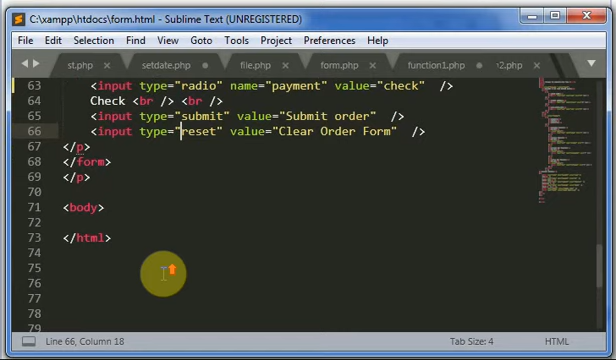 C:\xampp\htdocs\form.html - Sublime Text (UNREGISTERED)
File Edit Selection Find View Goto Tools Project Preferences Help
st.php setdate.php file.php form.php function1.php 2.php
63 <input type="radio" name="payment" value="check" />
64 Check <br /> <br />
65 <input type="submit" value="Submit order" />
66 <input type="reset" value="Clear Order Form" />
67 </p>
68 </form>
69 </p>
70
71 <body>
72
73 </html>
74
75
76
77
78
79
Line 66, Column 18 Tab Size: 4 HTML